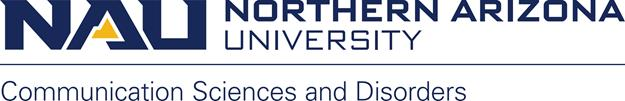 NAU NORTHERN ARIZONA
UNIVERSITY
Communication Sciences and Disorders